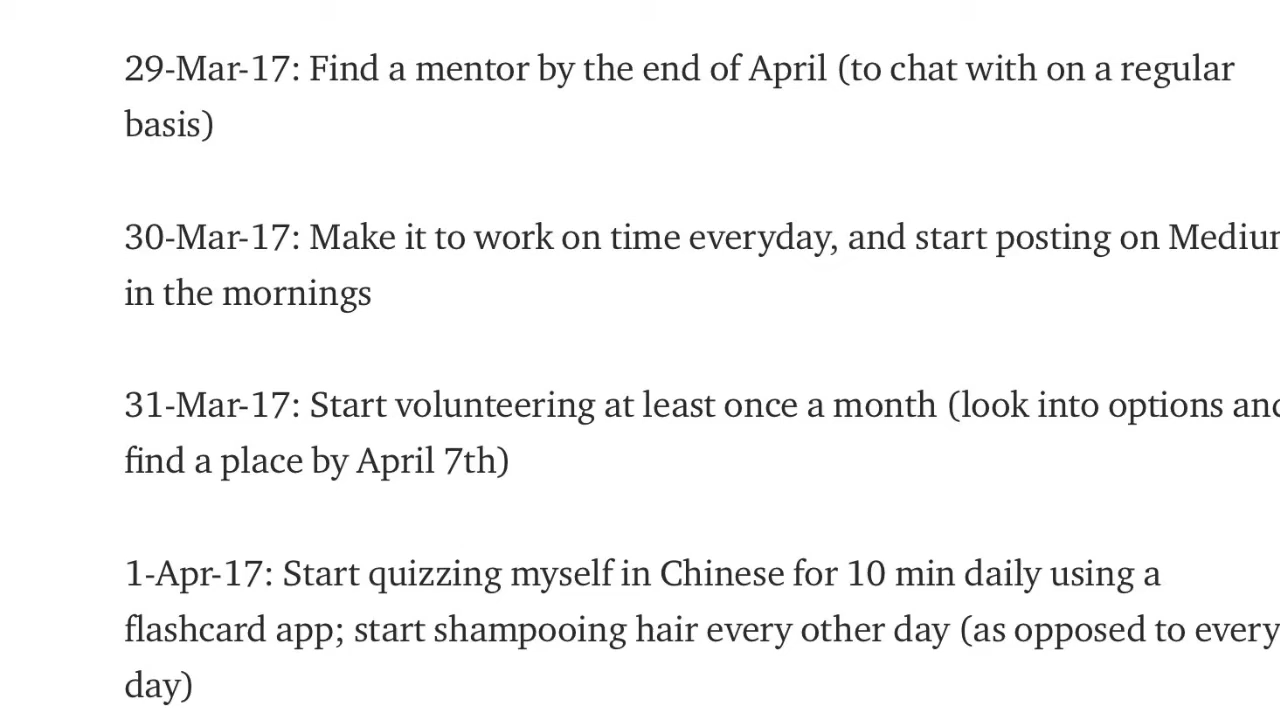 29-Mar-17: Find a mentor by the end of April (to chat with on a regular
basis)
30-Mar-17: Make it to work on time everyday, and start posting on Mediu
in the mornings
31-Mar-17: Start volunteering at least once a month (look into options and
find a place by April 7th)
1-Apr-17: Start quizzing myself in Chinese for 10 min daily using a
flashcard app; start shampooing hair every other day (as opposed to every
day)